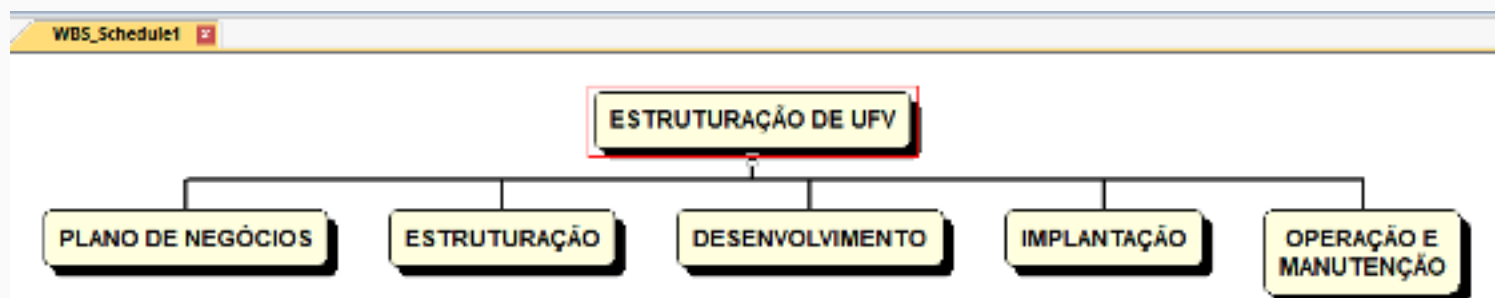 WBS_Schedule1
ESTRUTURAÇÃO DE UFV
PLANO DE NEGÓCIOS
ESTRUTURAÇÃO
DESENVOLVIMENTO
IMPLANTAÇÃO
OPERAÇÃO E
MANUTENÇÃO